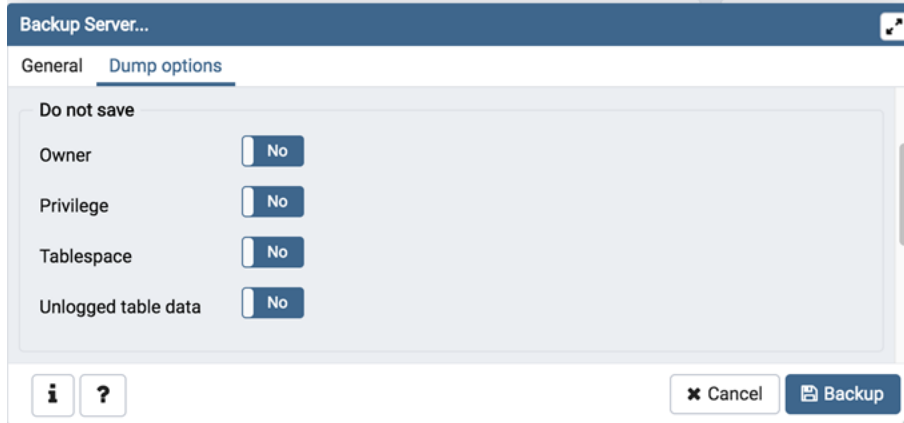 Backup Server...
General Dump options
Do not save
Owner No
Privilege No
Tablespace No
Unlogged table data No
i ? Cancel Backup